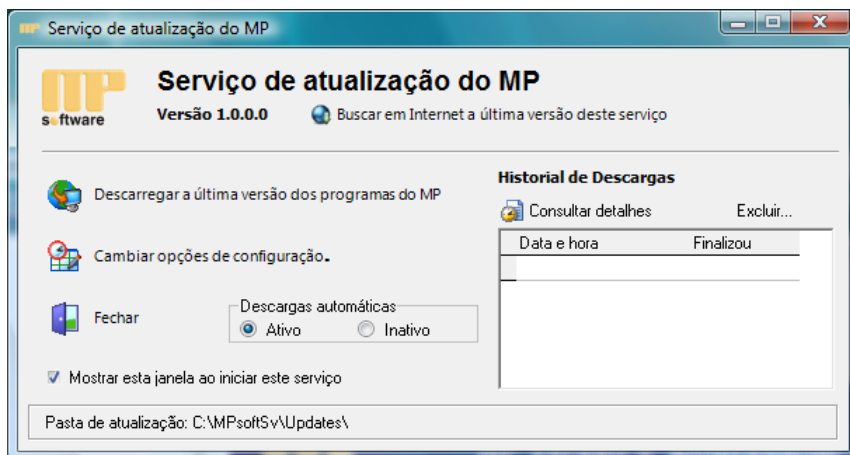 Serviço de atualização do MP
MP software
Serviço de atualização do MP
Versão 1.0.0.0
Buscar em Internet a última versão deste serviço
Descarregar a última versão dos programas do MP
Cambiar opções de configuração.
Fechar
Descargas automáticas
Ativo
Inativo
Mostrar esta janela ao iniciar este serviço
Historial de Descargas
Consultar detalhes
Excluir...
Data e hora
Finalizou
Pasta de atualização: C:\MPsoftSv\Updates\